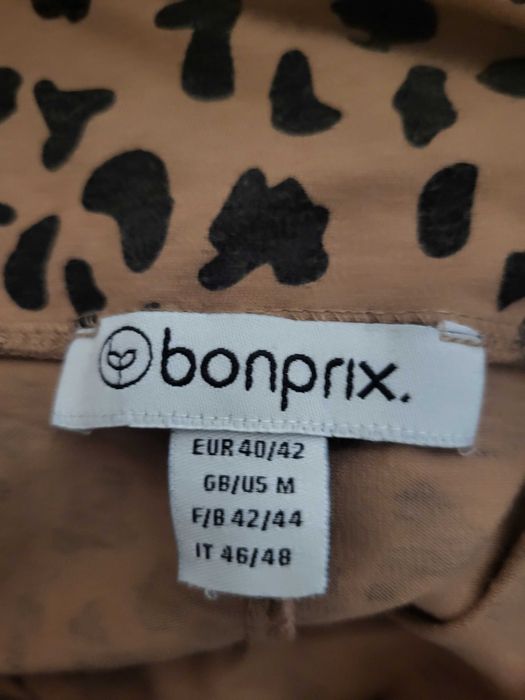 bonprix.
EUR 40/42
GB/US M
F/B 42/44
IT 46/48